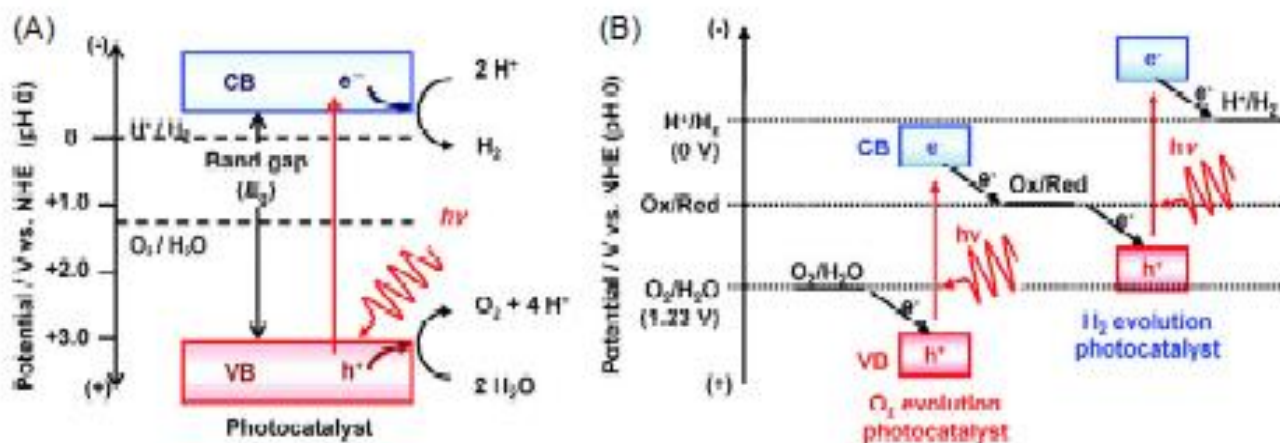 (A)
(-)
Potential / V vs. NHE (pH 0)
0
+1.0
+2.0
+3.0
(+)
CB
e⁻
2 H⁺
H⁺ / H₂
H₂
Band gap
(Eg)
hν
O₂ / H₂O
O₂ + 4 H⁺
VB
h⁺
2 H₂O
Photocatalyst
(B)
(-)
Potential / V vs. NHE (pH 0)
e⁻
e⁻
H⁺/H₂
H⁺/H₂
(0 V)
CB
e⁻
hν
e⁻
Ox/Red
Ox/Red
e⁻
hν
h⁺
O₂/H₂O
O₂/H₂O
(1.23 V)
e⁻
H₂ evolution
photocatalyst
VB
h⁺
(+)
O₂ evolution
photocatalyst